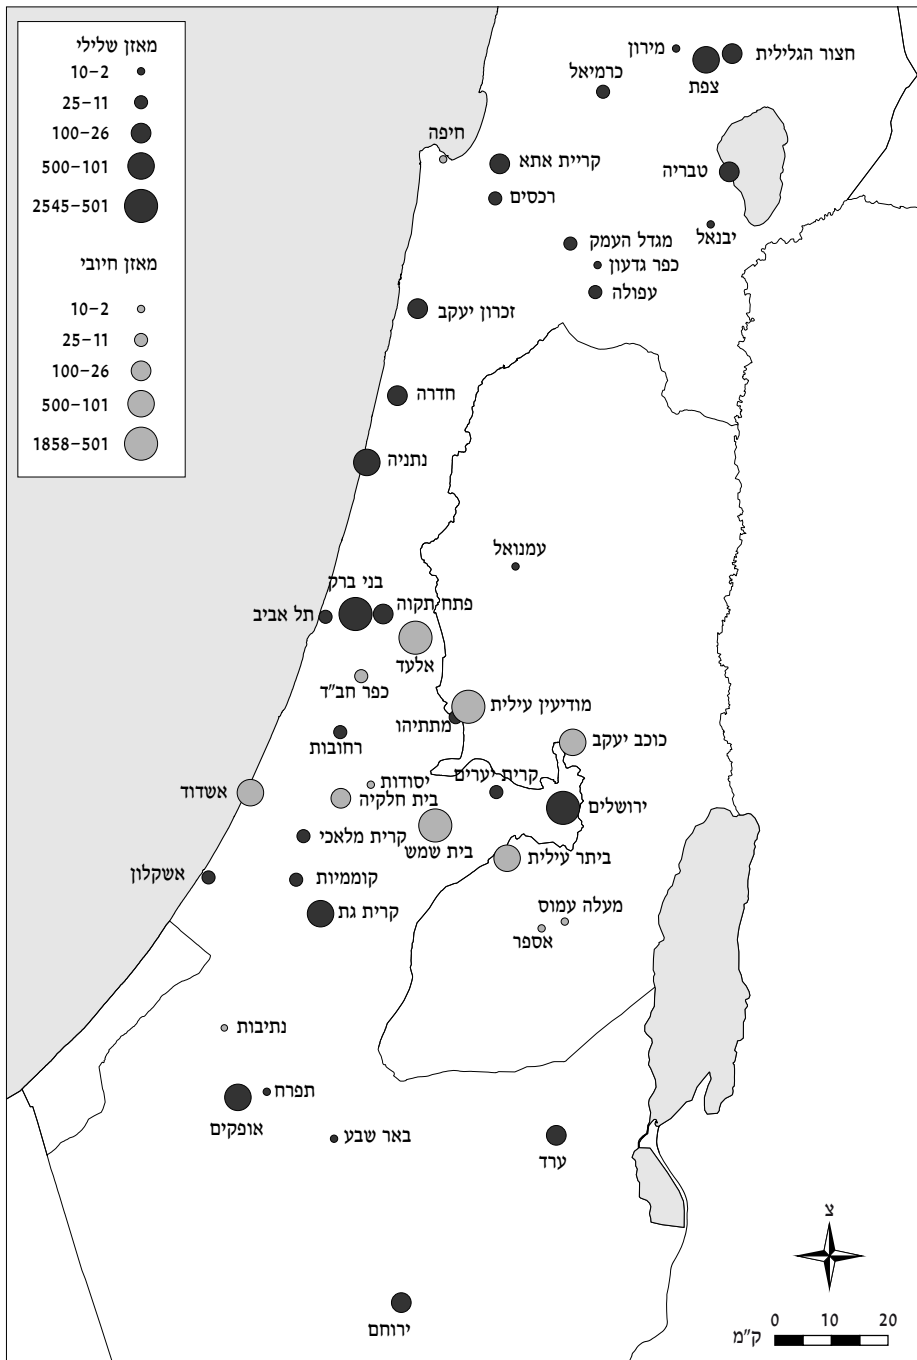 מאזן שלילי
10-2
25-11
100-26
500-101
2545-501
מאזן חיובי
10-2
25-11
100-26
500-101
1858-501
מירון
חצור הגלילית
צפת
כרמיאל
חיפה
קריית אתא
טבריה
רכסים
יבנאל
מגדל העמק
כפר גדעון
עפולה
זכרון יעקב
חדרה
נתניה
עמנואל
בני ברק
פתח תקוה
תל אביב
אלעד
כפר חב"ד
מודיעין עילית
מתתיהו
רחובות
כוכב יעקב
קרית יערים
יסודות
אשדוד
בית חלקיה
ירושלים
קרית מלאכי
בית שמש
ביתר עילית
אשקלון
קוממיות
קרית גת
מעלה עמוס
אספר
נתיבות
תפרח
אופקים
באר שבע
ערד
ירוחם
צ
0 10 20
ק"מ